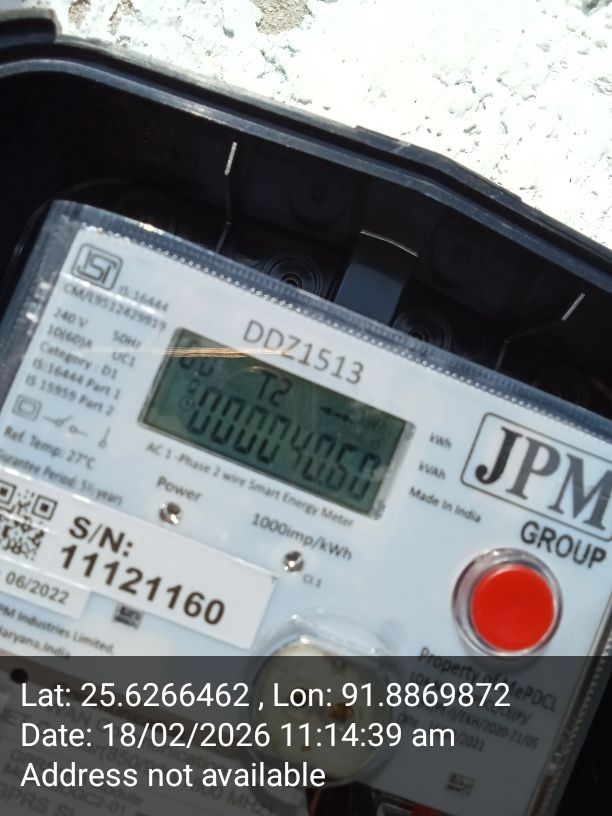 IS:16444
CM/L9512429919
240 V 50Hz
10(60)A UC1
Category : D1
IS:16444 Part 1
IS 15959 Part 2
Ref. Temp: 27°C
Guarantee Period: 5½ years
DDZ1513
T2
kWh
kVAh
Made In India
AC 1 -Phase 2 wire Smart Energy Meter
Power
1000imp/kWh
Cl.1
JPM
GROUP
S/N:
11121160
06/2022
JPM Industries Limited,
Haryana,India
Property of
Lat: 25.6266462 , Lon: 91.8869872
Date: 18/02/2026 11:14:39 am
Address not available